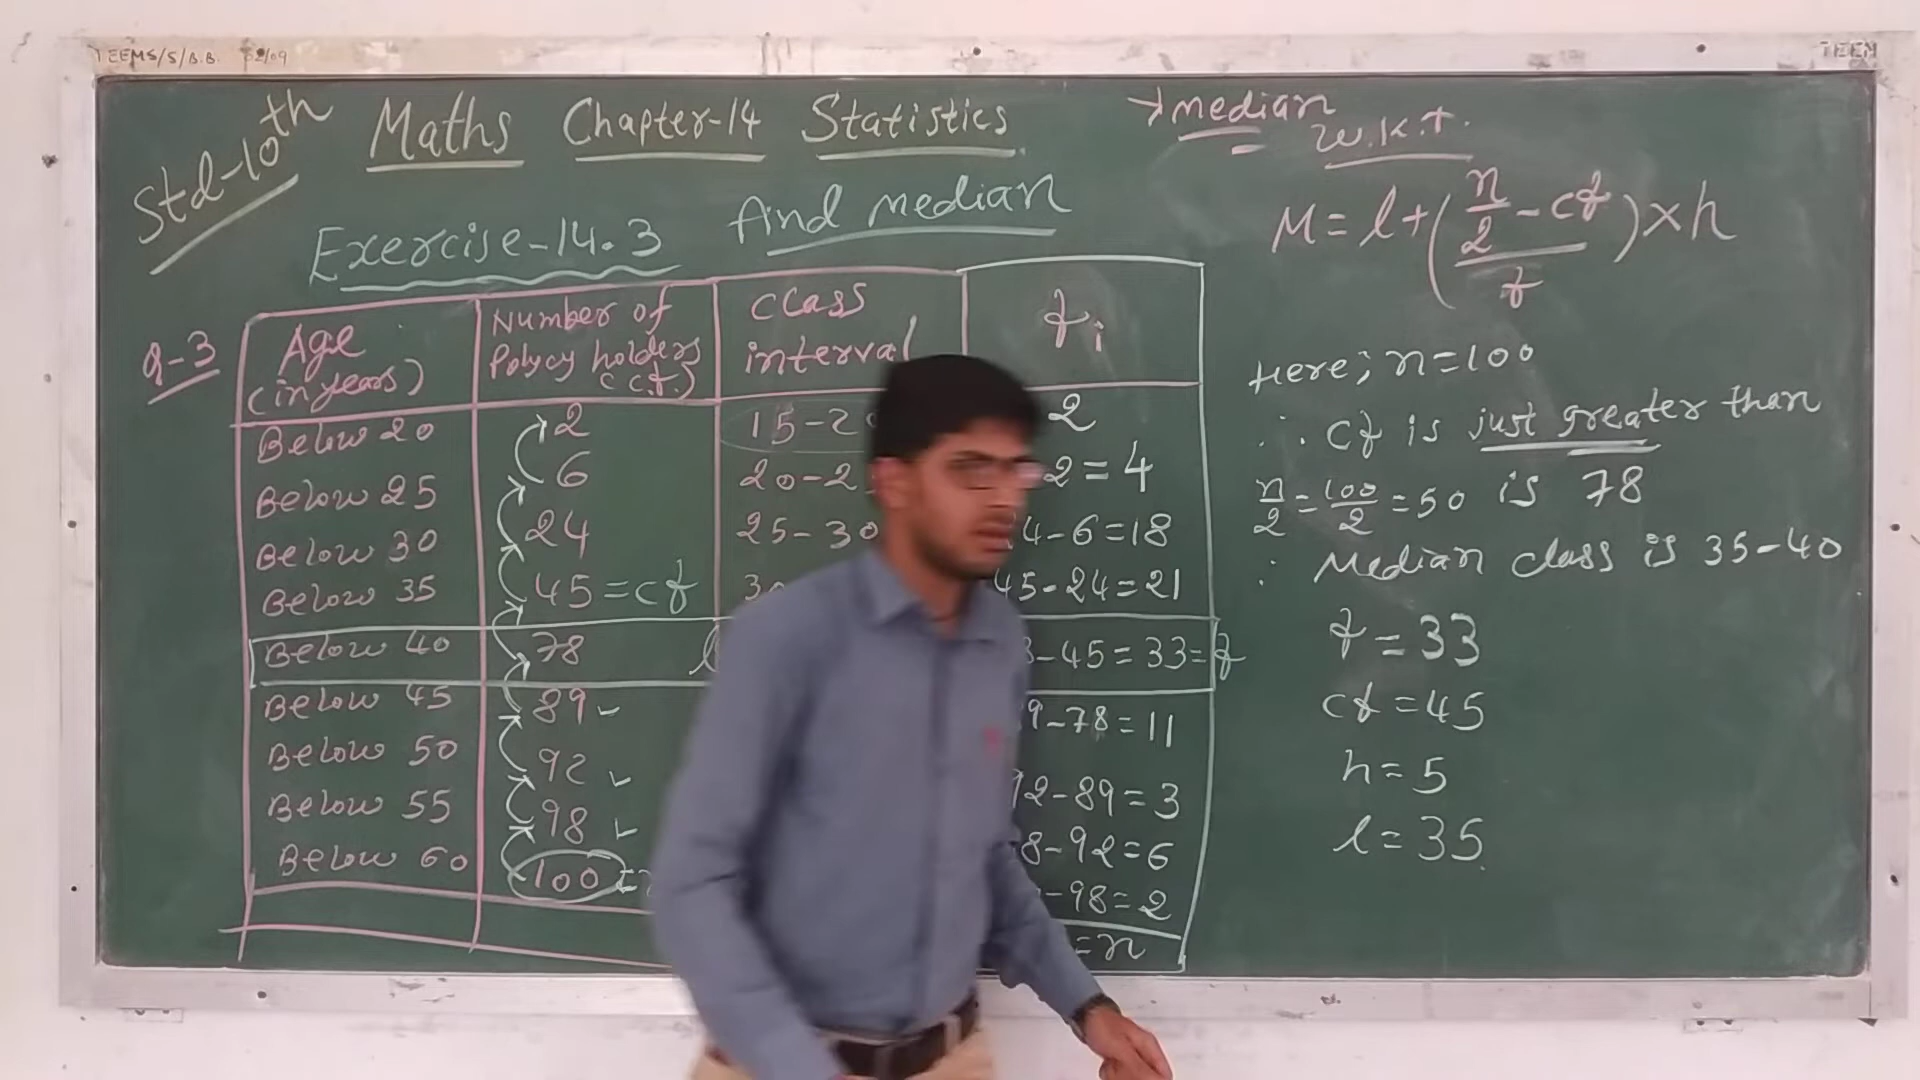 TEEMS/S/B.B. 02/09
TEEM
Std-10th Maths Chapter-14 Statistics
Exercise-14.3 find median
Q-3
Age (in years) | Number of Polycy holders (c.f.) | class interval | fi
Below 20 | 2 | 15-2 | 2
Below 25 | 6 | 20-2 | 2=4
Below 30 | 24 | 25-30 | 4-6=18
Below 35 | 45=cf | 3 | 45-24=21
Below 40 | 78 | l | -45=33=f
Below 45 | 89 | 9-78=11
Below 50 | 92 | 92-89=3
Below 55 | 98 | 8-92=6
Below 60 | 100 = | -98=2
=n
→median
w.k.t.
M=l+(n/2-cf/f)×h
Here; n=100
∴ cf is just greater than
n/2=100/2=50 is 78
∴ Median class is 35-40
f=33
cf=45
h=5
l=35